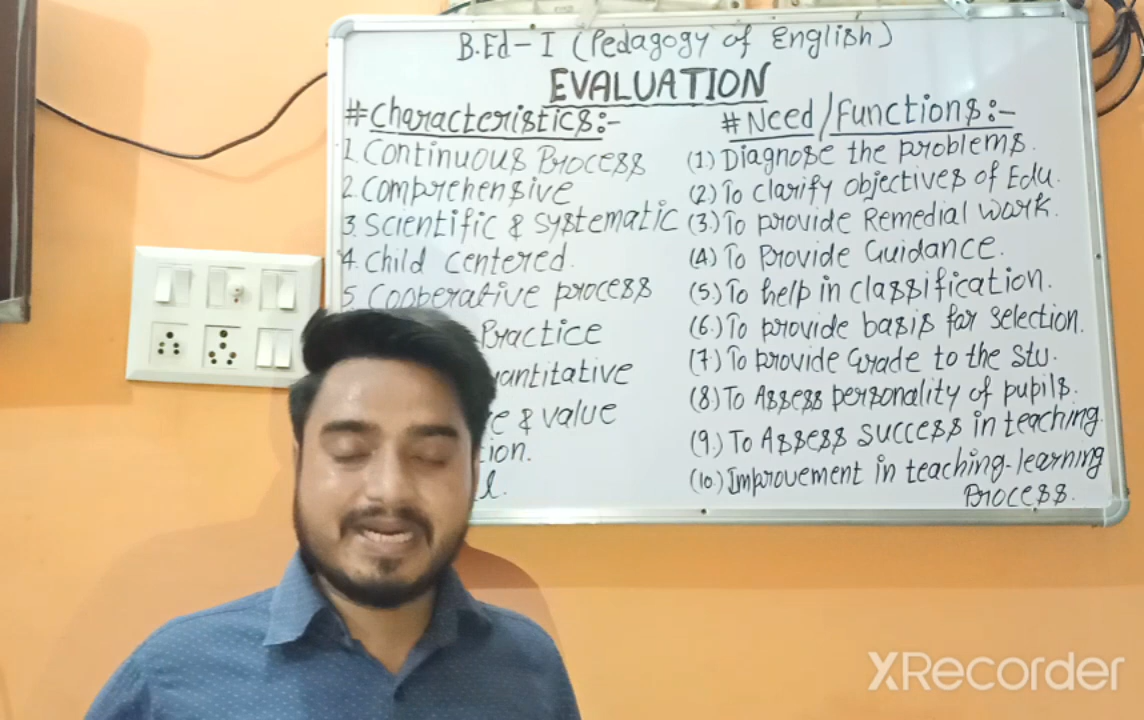 B.Ed-I (Pedagogy of English)
EVALUATION
#Characteristics:-
1. Continuous Process
2. Comprehensive
3. Scientific & systematic
4. Child centered.
5. Cooperative process
Practice
uantitative
e & value
ion.
l.
#Need/Functions:-
(1) Diagnose the problems.
(2) To clarify objectives of Edu.
(3.) To provide Remedial work.
(4) To Provide Guidance.
(5.) To help in classification.
(6.) To provide basis for selection.
(7.) To provide Grade to the Stu.
(8.) To Assess personality of pupils.
(9.) To Assess success in teaching.
(10.) Improvement in teaching-learning
Process.
XRecorder